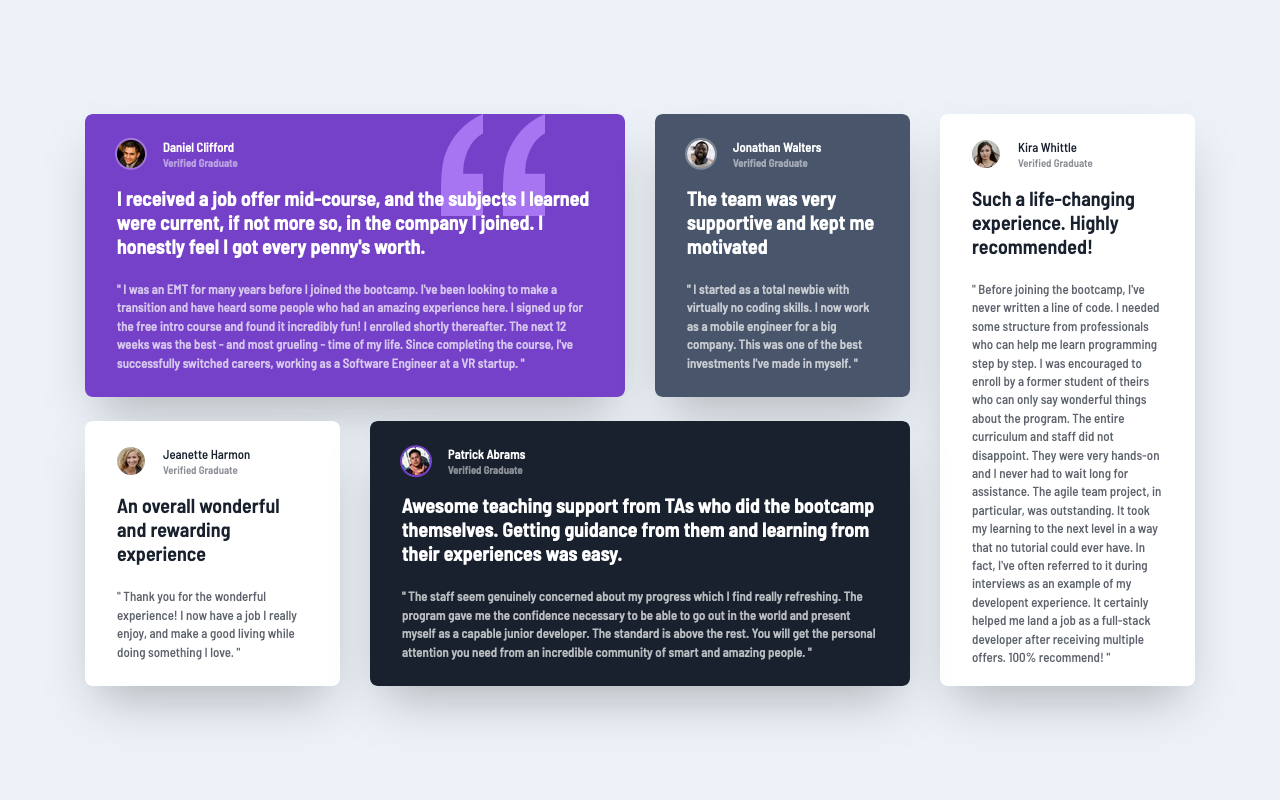 Daniel Clifford
Verified Graduate
I received a job offer mid-course, and the subjects I learned
were current, if not more so, in the company I joined. I
honestly feel I got every penny's worth.
" I was an EMT for many years before I joined the bootcamp. I've been looking to make a
transition and have heard some people who had an amazing experience here. I signed up for
the free intro course and found it incredibly fun! I enrolled shortly thereafter. The next 12
weeks was the best - and most grueling - time of my life. Since completing the course, I've
successfully switched careers, working as a Software Engineer at a VR startup. "
Jonathan Walters
Verified Graduate
The team was very
supportive and kept me
motivated
" I started as a total newbie with
virtually no coding skills. I now work
as a mobile engineer for a big
company. This was one of the best
investments I've made in myself. "
Kira Whittle
Verified Graduate
Such a life-changing
experience. Highly
recommended!
" Before joining the bootcamp, I've
never written a line of code. I needed
some structure from professionals
who can help me learn programming
step by step. I was encouraged to
enroll by a former student of theirs
who can only say wonderful things
about the program. The entire
curriculum and staff did not
disappoint. They were very hands-on
and I never had to wait long for
assistance. The agile team project, in
particular, was outstanding. It took
my learning to the next level in a way
that no tutorial could ever have. In
fact, I've often referred to it during
interviews as an example of my
developent experience. It certainly
helped me land a job as a full-stack
developer after receiving multiple
offers. 100% recommend! "
Jeanette Harmon
Verified Graduate
An overall wonderful
and rewarding
experience
" Thank you for the wonderful
experience! I now have a job I really
enjoy, and make a good living while
doing something I love. "
Patrick Abrams
Verified Graduate
Awesome teaching support from TAs who did the bootcamp
themselves. Getting guidance from them and learning from
their experiences was easy.
" The staff seem genuinely concerned about my progress which I find really refreshing. The
program gave me the confidence necessary to be able to go out in the world and present
myself as a capable junior developer. The standard is above the rest. You will get the personal
attention you need from an incredible community of smart and amazing people. "